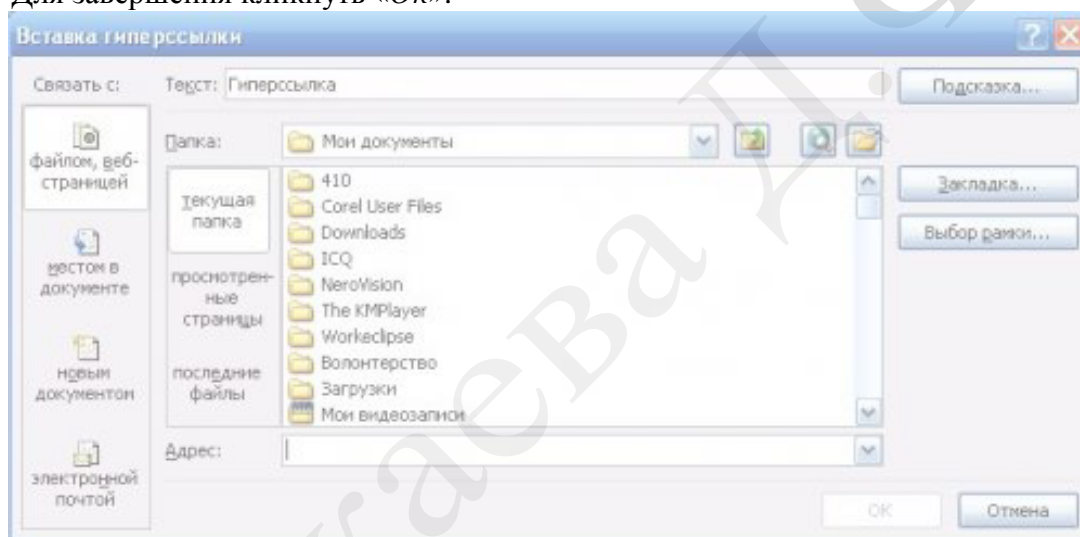 Для завершения кликнуть «Ок».
Вставка гиперссылки
Связать с:
Текст: Гиперссылка
Подсказка...
файлом, веб-
страницей
Папка:
Мои документы
текущая
папка
410
Corel User Files
Downloads
ICQ
NeroVision
The KMPlayer
Workeclipse
Волонтерство
Загрузки
Мои видеозаписи
Закладка...
Выбор рамки...
местом в
документе
просмотрен-
ные
страницы
новым
документом
последние
файлы
Адрес:
электронной
почтой
ОК
Отмена
каева Д.